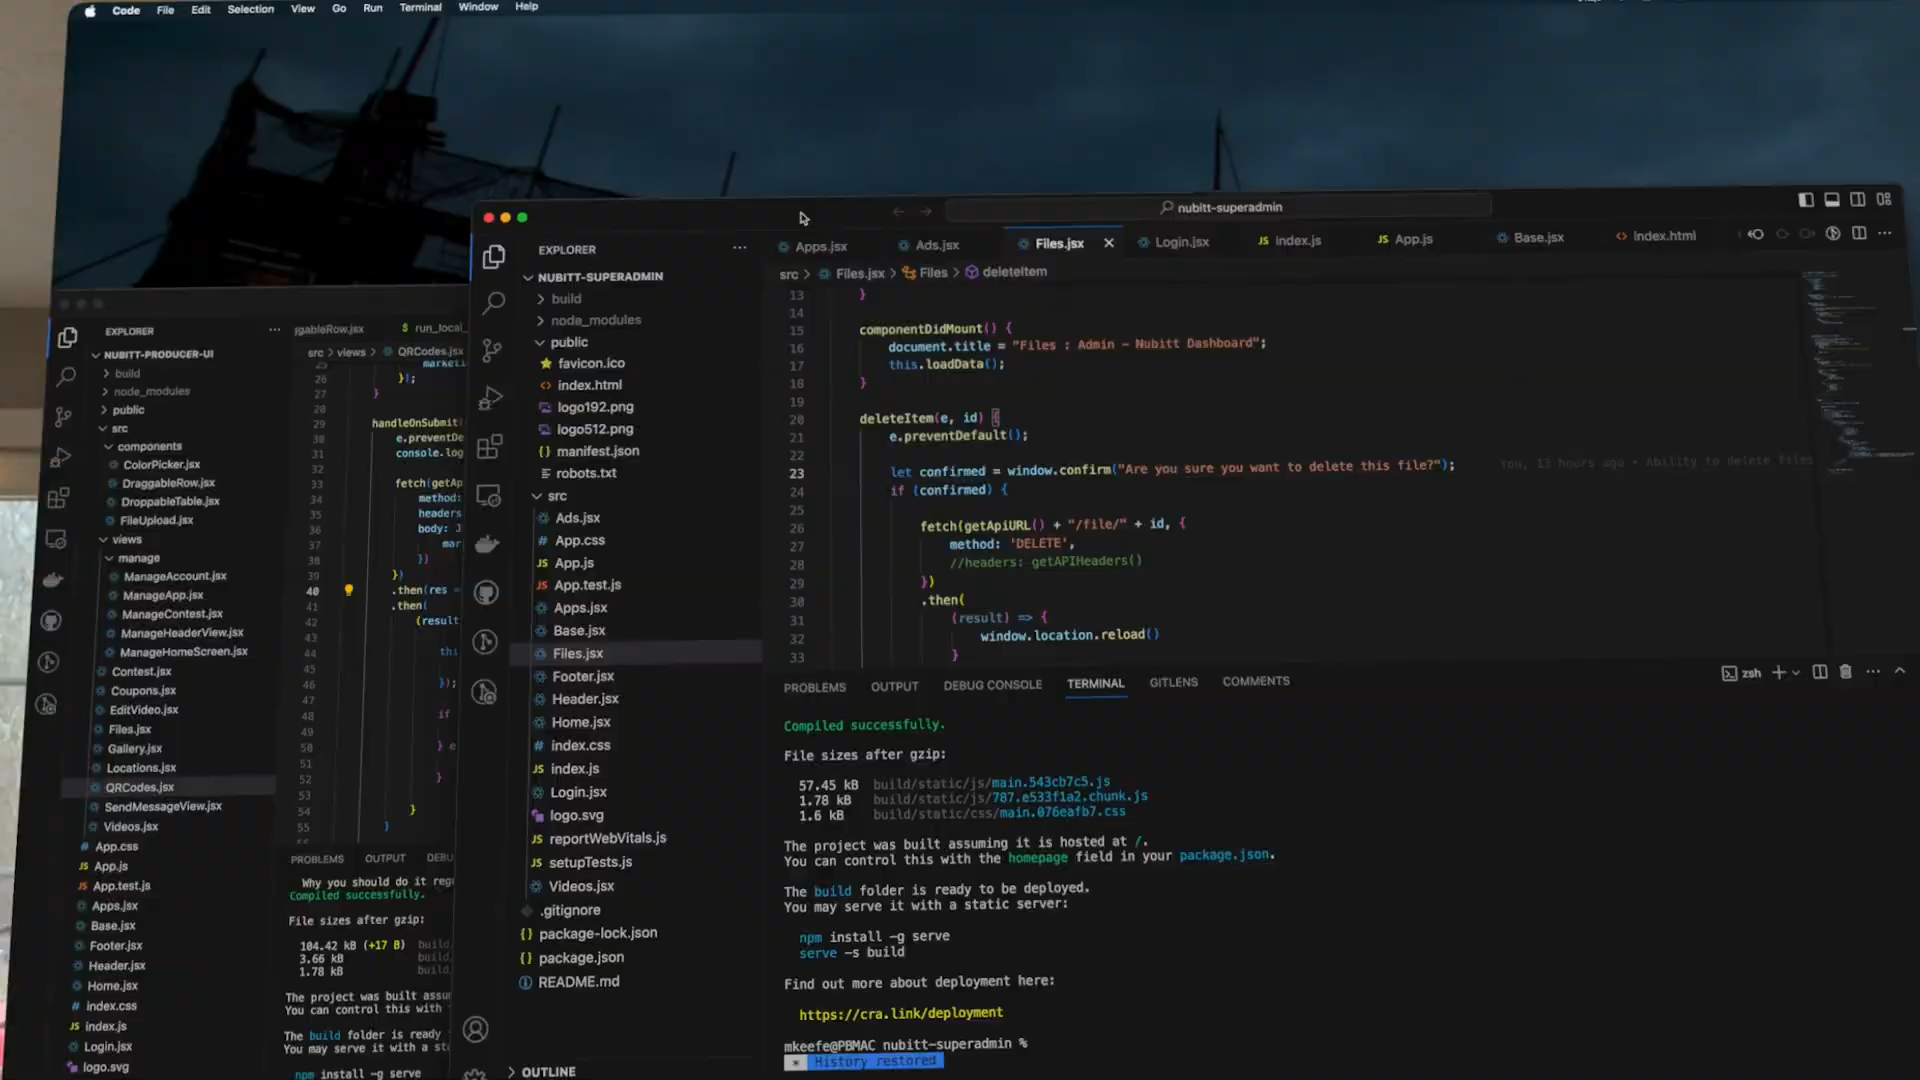 Code File Edit Selection View Go Run Terminal Window Help
nubitt-superadmin
EXPLORER
NUBITT-SUPERADMIN
build
node_modules
public
favicon.ico
index.html
logo192.png
logo512.png
manifest.json
robots.txt
src
Ads.jsx
App.css
App.js
App.test.js
Apps.jsx
Base.jsx
Files.jsx
Footer.jsx
Header.jsx
Home.jsx
index.css
index.js
Login.jsx
logo.svg
reportWebVitals.js
setupTests.js
Videos.jsx
.gitignore
package-lock.json
package.json
README.md
OUTLINE
Apps.jsx Ads.jsx Files.jsx Login.jsx index.js App.js Base.jsx index.html
src > Files.jsx > Files > deleteItem
13 }
14
15 componentDidMount() {
16 document.title = "Files : Admin - Nubitt Dashboard";
17 this.loadData();
18 }
19
20 deleteItem(e, id) {
21 e.preventDefault();
22
23 let confirmed = window.confirm("Are you sure you want to delete this file?"); You, 13 hours ago • Ability to delete Files
24 if (confirmed) {
25
26 fetch(getApiURL() + "/file/" + id, {
27 method: 'DELETE',
28 //headers: getAPIHeaders()
29 })
30 .then(
31 (result) => {
32 window.location.reload()
33 }
PROBLEMS OUTPUT DEBUG CONSOLE TERMINAL GITLENS COMMENTS zsh
Compiled successfully.
File sizes after gzip:
57.45 kB build/static/js/main.543cb7c5.js
1.78 kB build/static/js/787.e533f1a2.chunk.js
1.6 kB build/static/css/main.076eafb7.css
The project was built assuming it is hosted at /.
You can control this with the homepage field in your package.json.
The build folder is ready to be deployed.
You may serve it with a static server:
npm install -g serve
serve -s build
Find out more about deployment here:
https://cra.link/deployment
mkeefe@PBMAC nubitt-superadmin %
* History restored
EXPLORER
NUBITT-PRODUCER-UI
build
node_modules
public
src
components
ColorPicker.jsx
DraggableRow.jsx
DroppableTable.jsx
FileUpload.jsx
views
manage
ManageAccount.jsx
ManageApp.jsx
ManageContest.jsx
ManageHeaderView.jsx
ManageHomeScreen.jsx
Contest.jsx
Coupons.jsx
EditVideo.jsx
Files.jsx
Gallery.jsx
Locations.jsx
QRCodes.jsx
SendMessageView.jsx
Videos.jsx
App.css
App.js
App.test.js
Apps.jsx
Base.jsx
Footer.jsx
Header.jsx
Home.jsx
index.css
index.js
Login.jsx
logo.svg
ggableRow.jsx $ run_local_
src > views > QRCodes.jsx
25 marketi
26 });
27 }
28
29 handleOnSubmit(
30 e.preventDe
31 console.log
32
33 fetch(getAp
34 method:
35 headers
36 body: J
37 mar
38 })
39 })
40 .then(res =
41 .then(
42 (result
43
44 thi
45
46 });
47
48 if
49
50 } e
51
52 }
53
54 }
55 }
PROBLEMS OUTPUT DEBU
Why you should do it regu
Compiled successfully.
File sizes after gzip:
104.42 kB (+17 B) build
3.66 kB build
1.78 kB build
The project was built assu
You can control this with
The build folder is ready
You may serve it with a sta
npm install -g serve